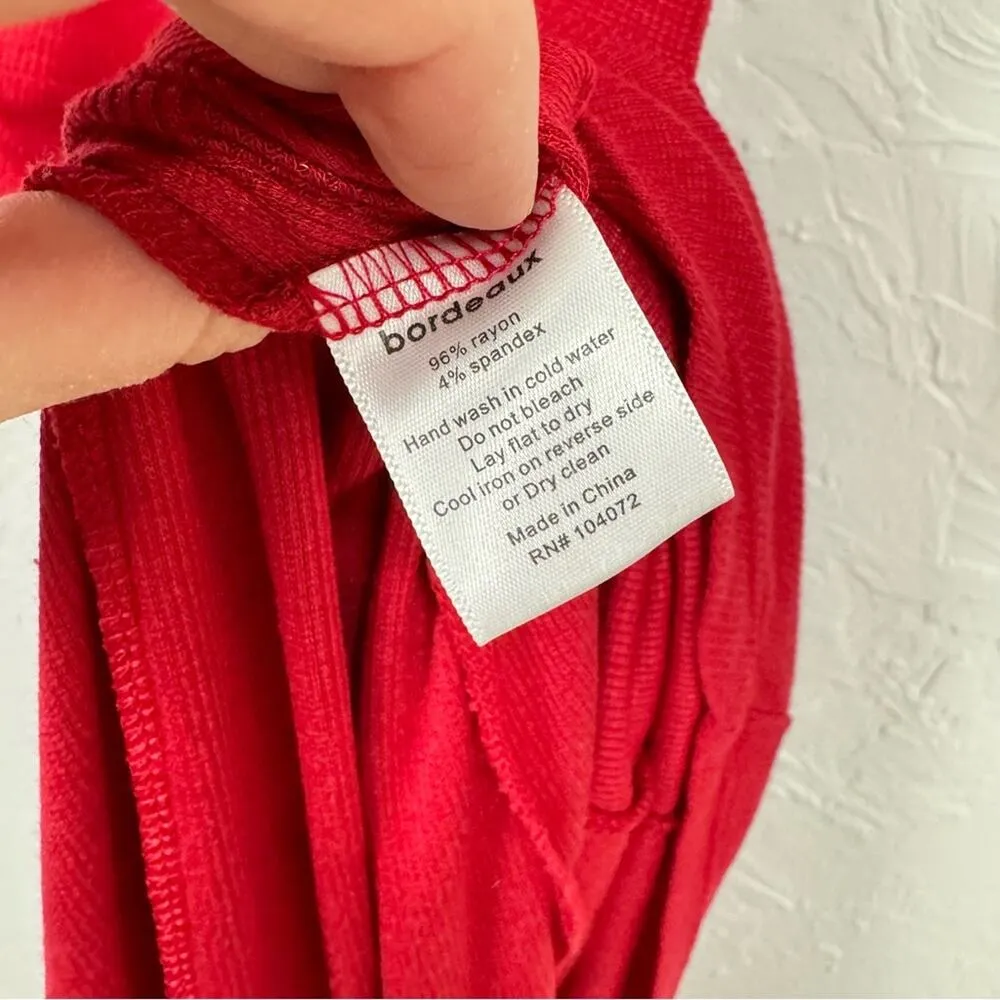 bordeaux
96% rayon
4% spandex
Hand wash in cold water
Do not bleach
Lay flat to dry
Cool iron on reverse side
or Dry clean
Made in China
RN# 104072